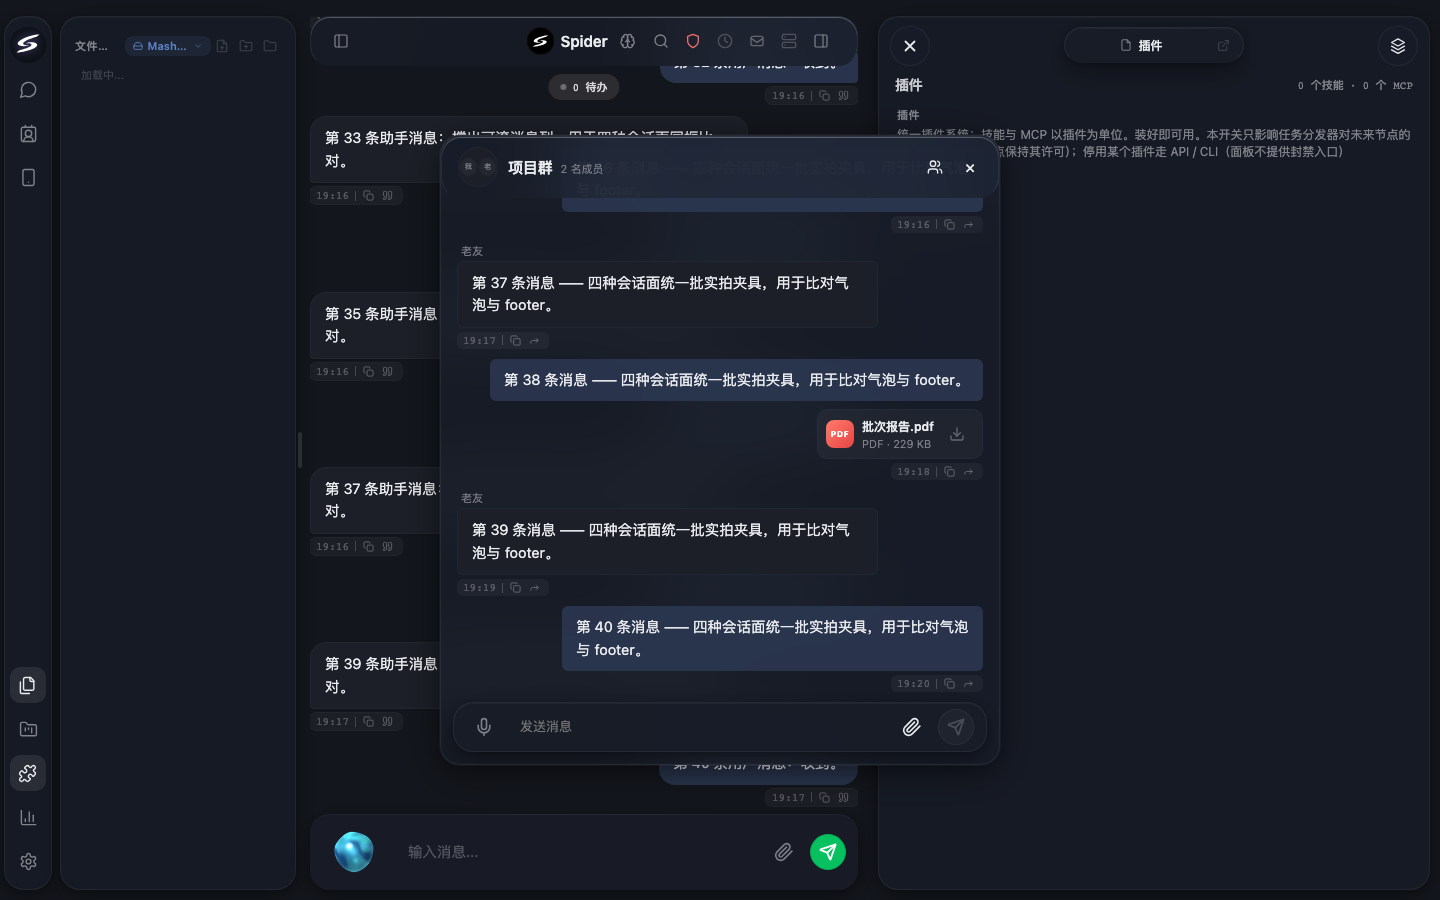 文件...
Mash...
加载中...
Spider
0 待办
19:16
第 33 条助手消息：
对。
19:16
第 35 条助手消息
对。
19:16
第 37 条助手消息
对。
19:16
第 39 条助手消息
对。
19:17
19:17
输入消息...
我 老
项目群 2 名成员
19:16
老友
第 37 条消息 —— 四种会话面统一批实拍夹具，用于比对气
泡与 footer。
19:17
第 38 条消息 —— 四种会话面统一批实拍夹具，用于比对气泡与 footer。
PDF
批次报告.pdf
PDF · 229 KB
19:18
老友
第 39 条消息 —— 四种会话面统一批实拍夹具，用于比对气
泡与 footer。
19:19
第 40 条消息 —— 四种会话面统一批实拍夹具，用于比对气泡
与 footer。
19:20
发送消息
插件
插件
0 个技能 · 0 个 MCP
插件
统一插件系统：技能与 MCP 以插件为单位。装好即可用。本开关只影响任务分发器对未来节点的
点保持其许可）；停用某个插件走 API / CLI（面板不提供封禁入口）